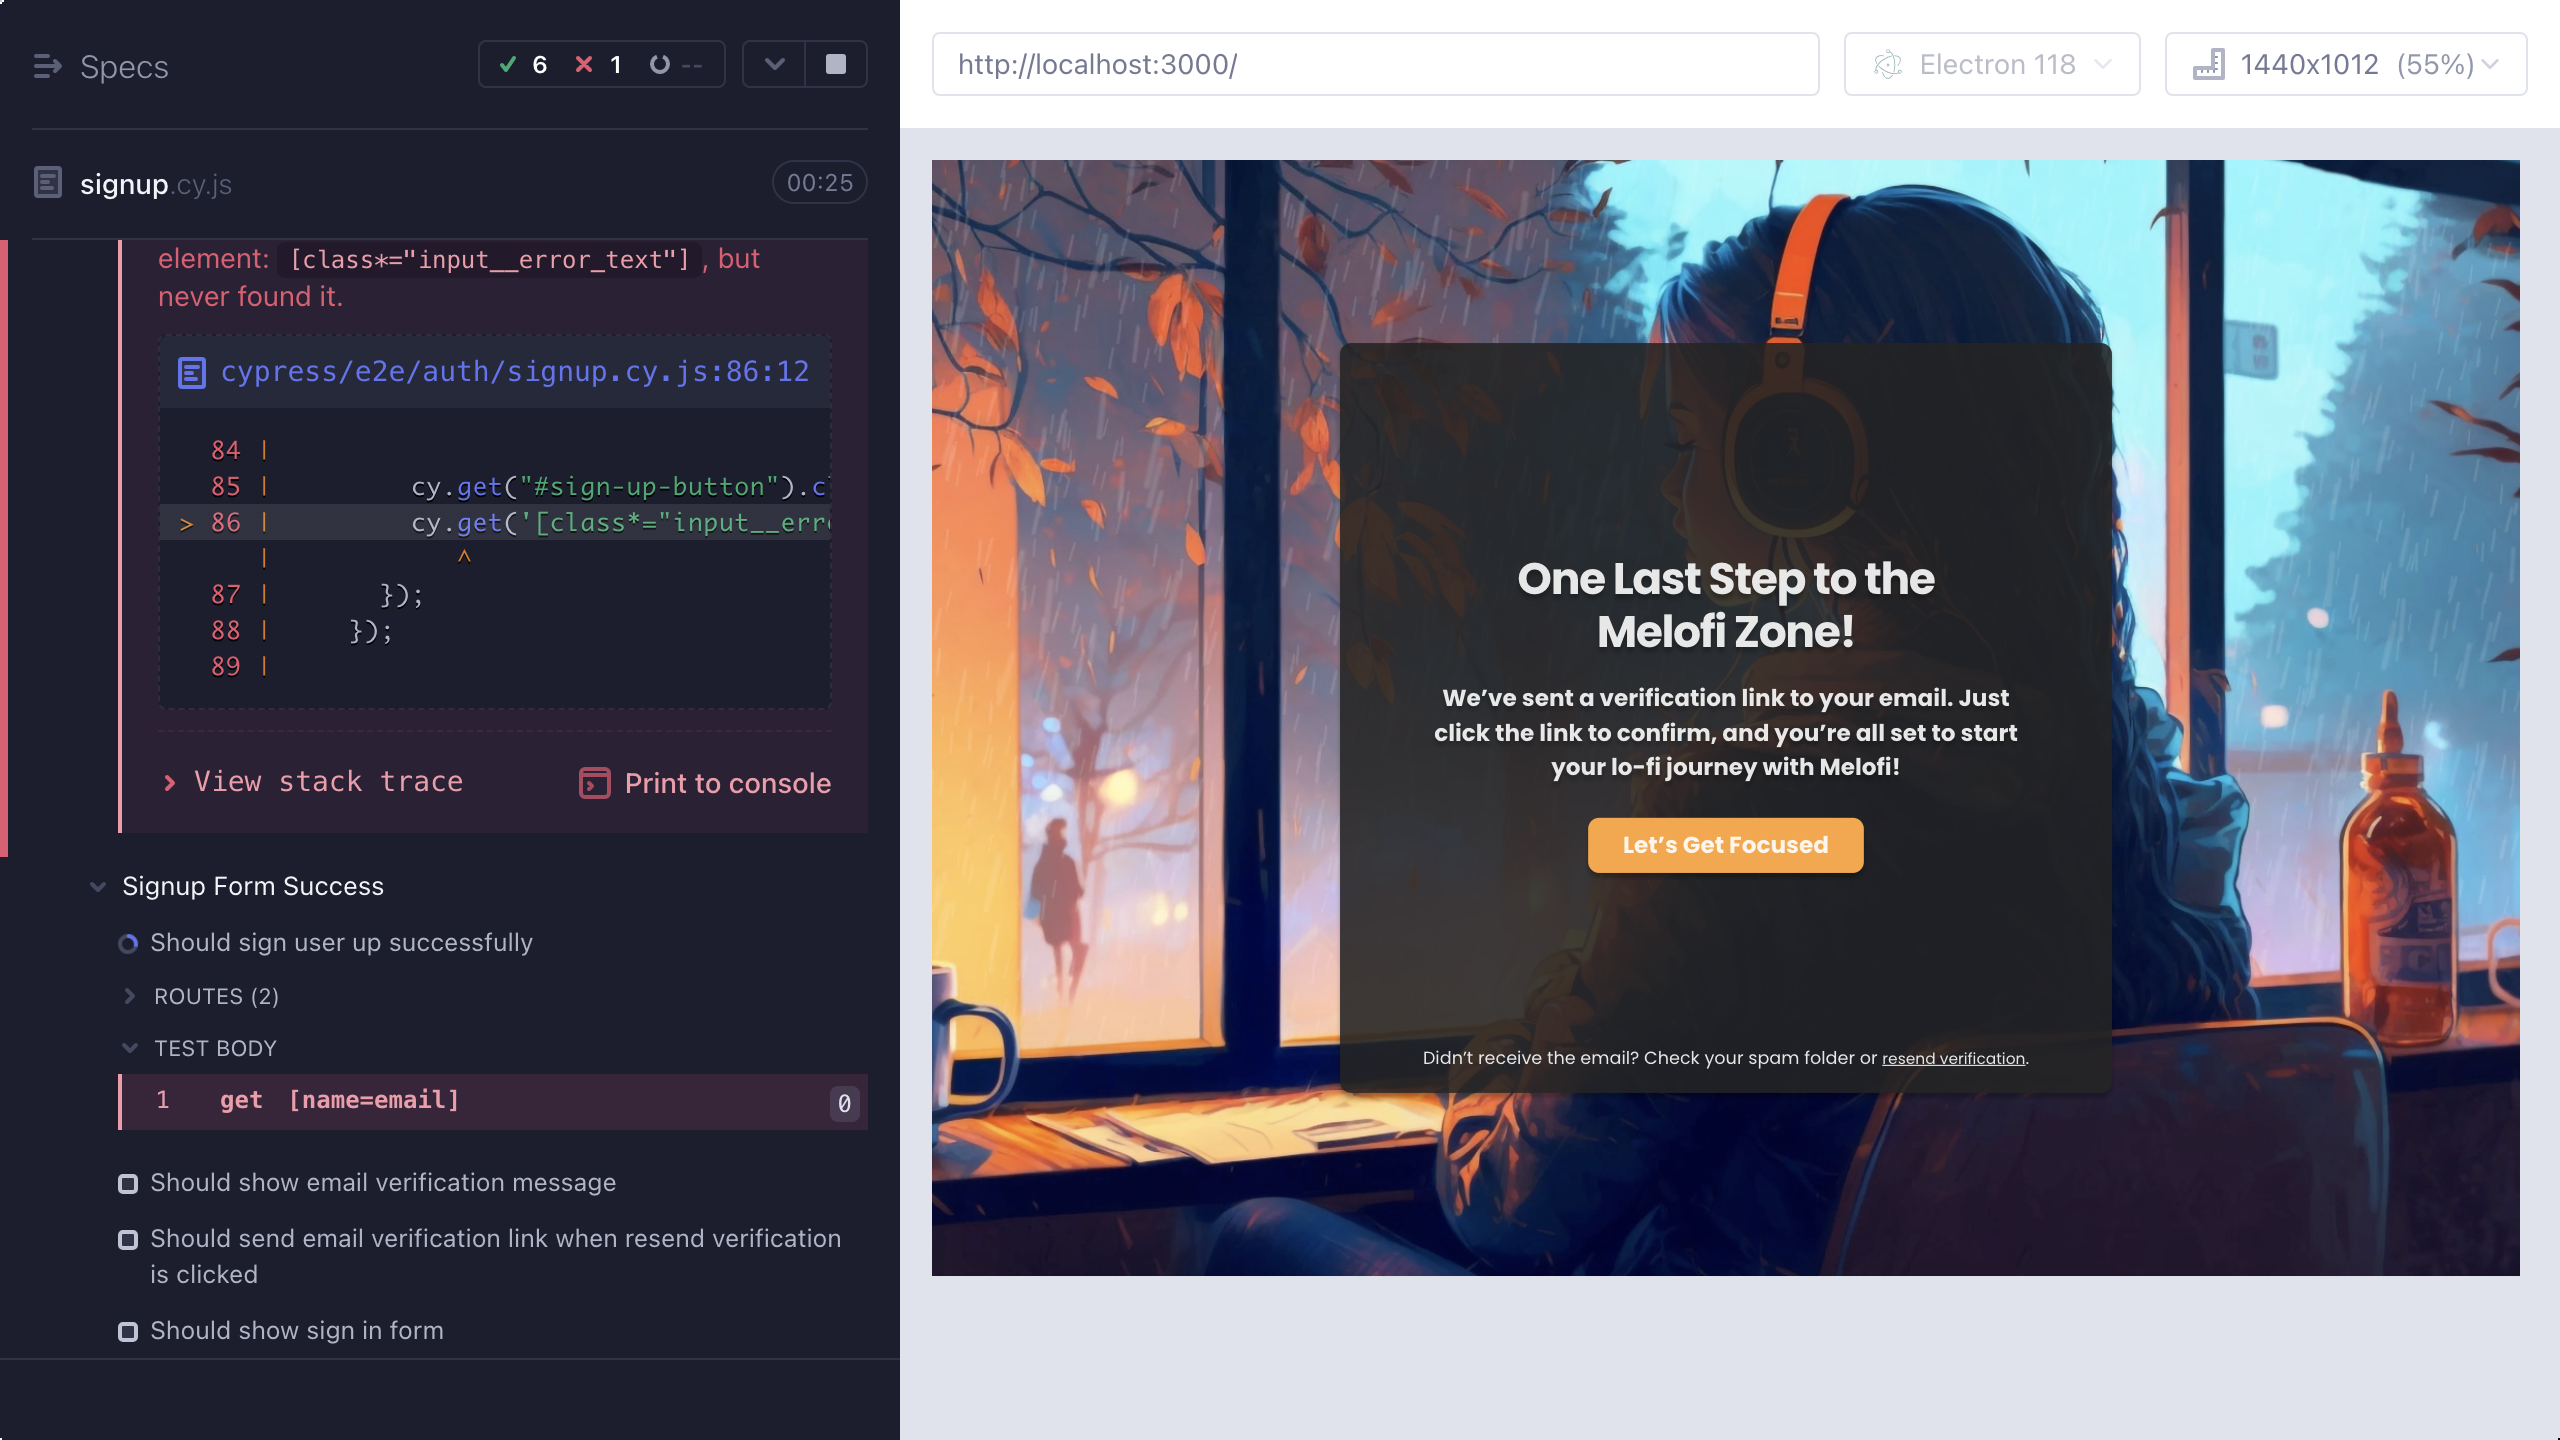 Specs
6
1
--
signup.cy.js
00:25
element: [class*="input__error_text"] , but
never found it.
cypress/e2e/auth/signup.cy.js:86:12
84 |
85 | cy.get("#sign-up-button").cl
> 86 | cy.get('[class*="input__erro
| ^
87 | });
88 | });
89 |
View stack trace
Print to console
Signup Form Success
Should sign user up successfully
ROUTES (2)
TEST BODY
1 get [name=email] 0
Should show email verification message
Should send email verification link when resend verification
is clicked
Should show sign in form
http://localhost:3000/
Electron 118
1440x1012 (55%)
One Last Step to the
Melofi Zone!
We’ve sent a verification link to your email. Just
click the link to confirm, and you’re all set to start
your lo-fi journey with Melofi!
Let’s Get Focused
Didn’t receive the email? Check your spam folder or resend verification.